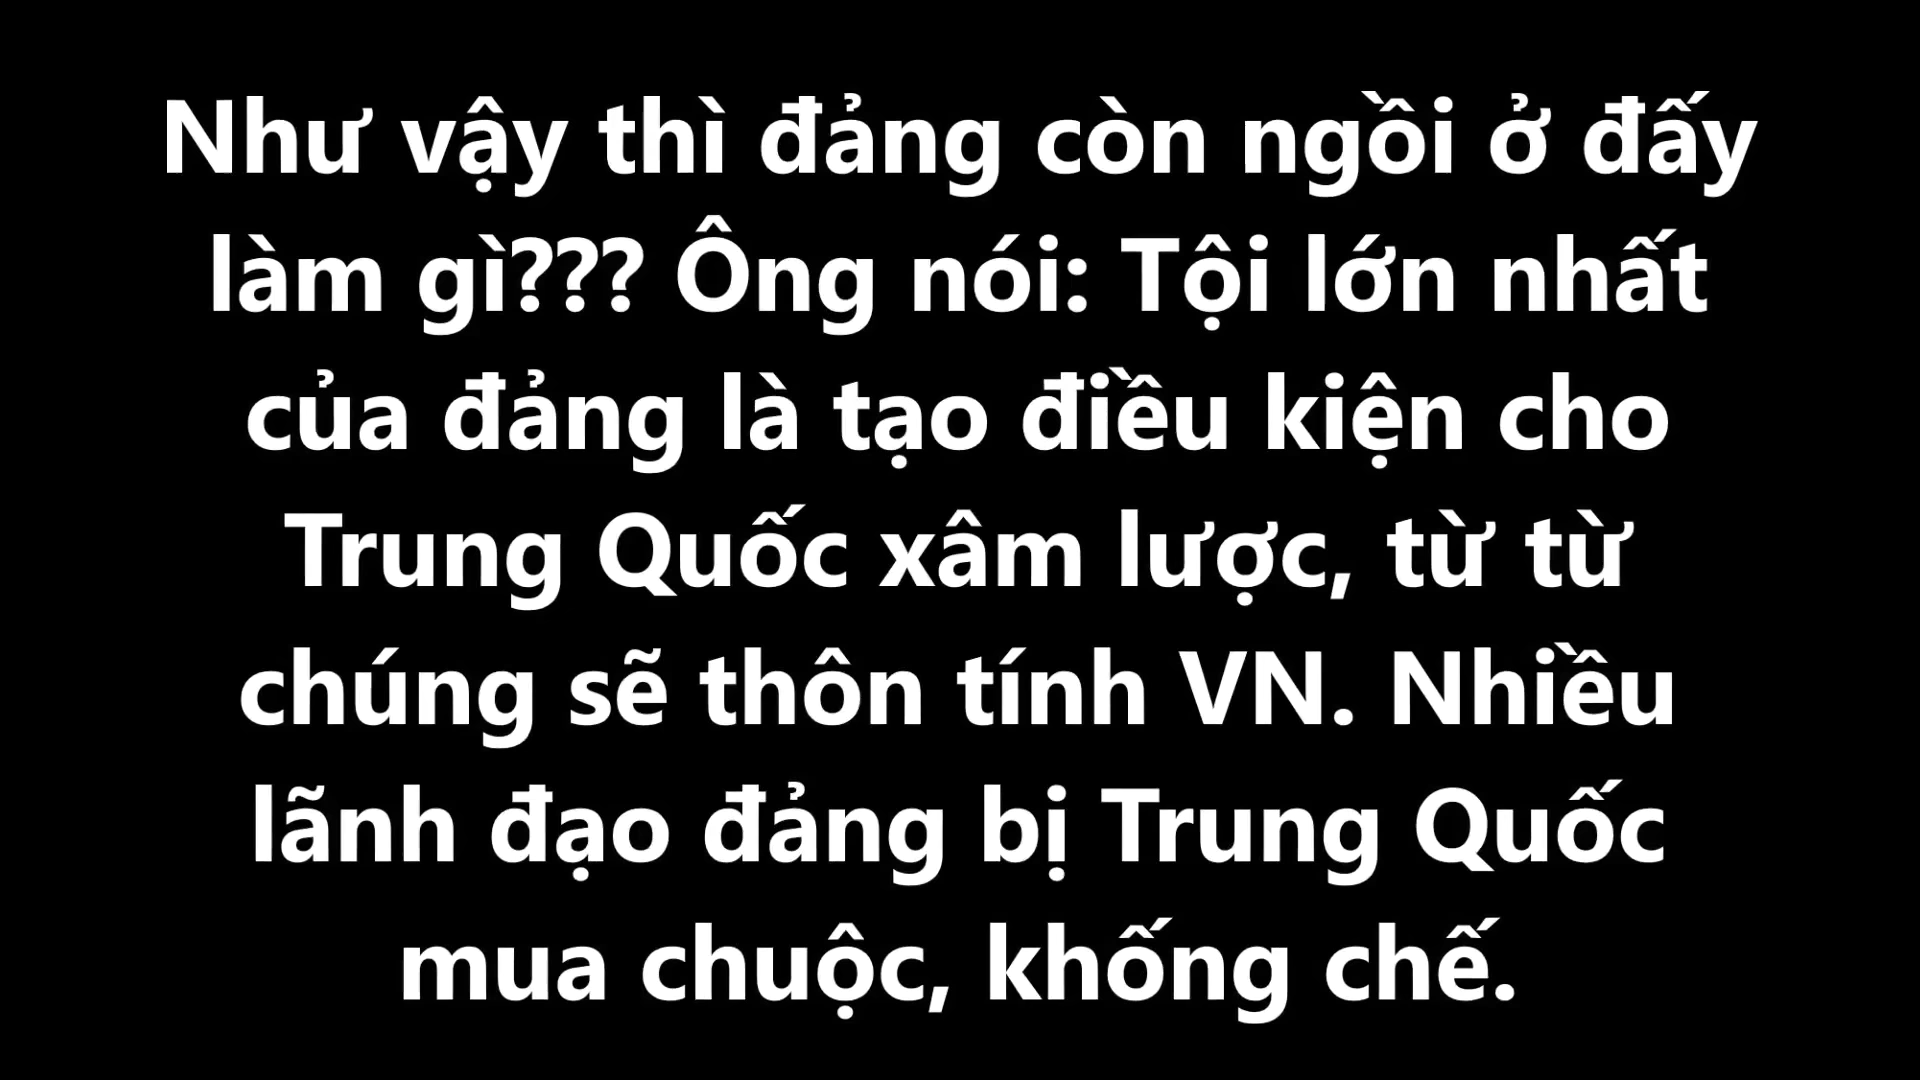 Như vậy thì đảng còn ngồi ở đấy
làm gì??? Ông nói: Tội lớn nhất
của đảng là tạo điều kiện cho
Trung Quốc xâm lược, từ từ
chúng sẽ thôn tính VN. Nhiều
lãnh đạo đảng bị Trung Quốc
mua chuộc, khống chế.